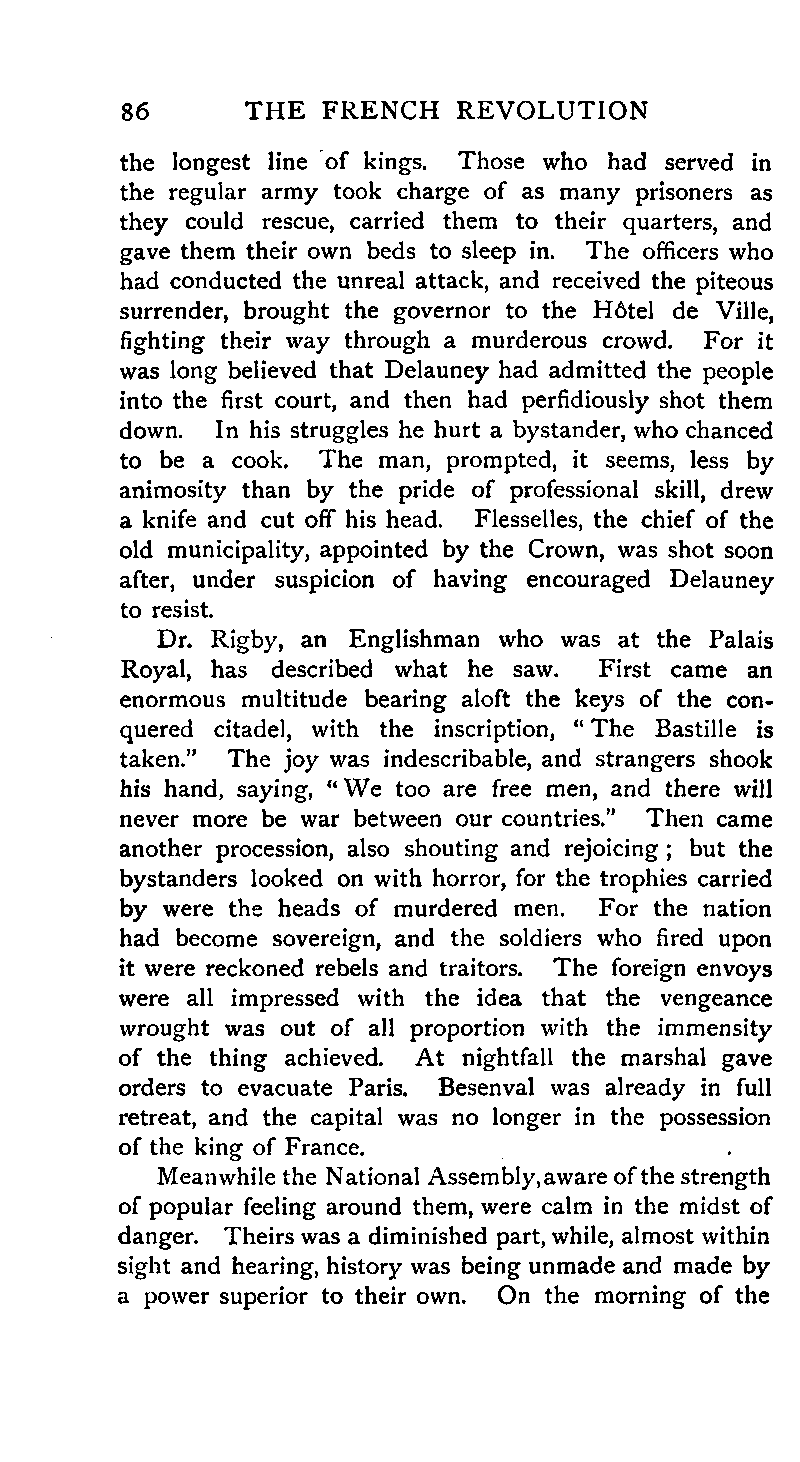 86 THE FRENCH REVOLUTION
the longest line of kings. Those who had served in
the regular army took charge of as many prisoners as
they could rescue, carried them to their quarters, and
gave them their own beds to sleep in. The officers who
had conducted the unreal attack, and received the piteous
surrender, brought the governor to the Hôtel de Ville,
fighting their way through a murderous crowd. For it
was long believed that Delauney had admitted the people
into the first court, and then had perfidiously shot them
down. In his struggles he hurt a bystander, who chanced
to be a cook. The man, prompted, it seems, less by
animosity than by the pride of professional skill, drew
a knife and cut off his head. Flesselles, the chief of the
old municipality, appointed by the Crown, was shot soon
after, under suspicion of having encouraged Delauney
to resist.
Dr. Rigby, an Englishman who was at the Palais
Royal, has described what he saw. First came an
enormous multitude bearing aloft the keys of the con-
quered citadel, with the inscription, “The Bastille is
taken.” The joy was indescribable, and strangers shook
his hand, saying, “We too are free men, and there will
never more be war between our countries.” Then came
another procession, also shouting and rejoicing; but the
bystanders looked on with horror, for the trophies carried
by were the heads of murdered men. For the nation
had become sovereign, and the soldiers who fired upon
it were reckoned rebels and traitors. The foreign envoys
were all impressed with the idea that the vengeance
wrought was out of all proportion with the immensity
of the thing achieved. At nightfall the marshal gave
orders to evacuate Paris. Besenval was already in full
retreat, and the capital was no longer in the possession
of the king of France.
Meanwhile the National Assembly, aware of the strength
of popular feeling around them, were calm in the midst of
danger. Theirs was a diminished part, while, almost within
sight and hearing, history was being unmade and made by
a power superior to their own. On the morning of the